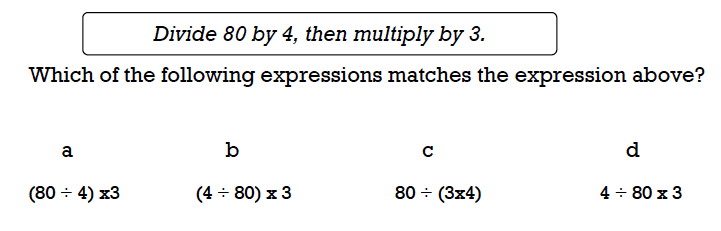 Divide 80 by 4, then multiply by 3.
Which of the following expressions matches the expression above?
a b c d
(80 ÷ 4) x3 (4 ÷ 80) x 3 80 ÷ (3x4) 4 ÷ 80 x 3